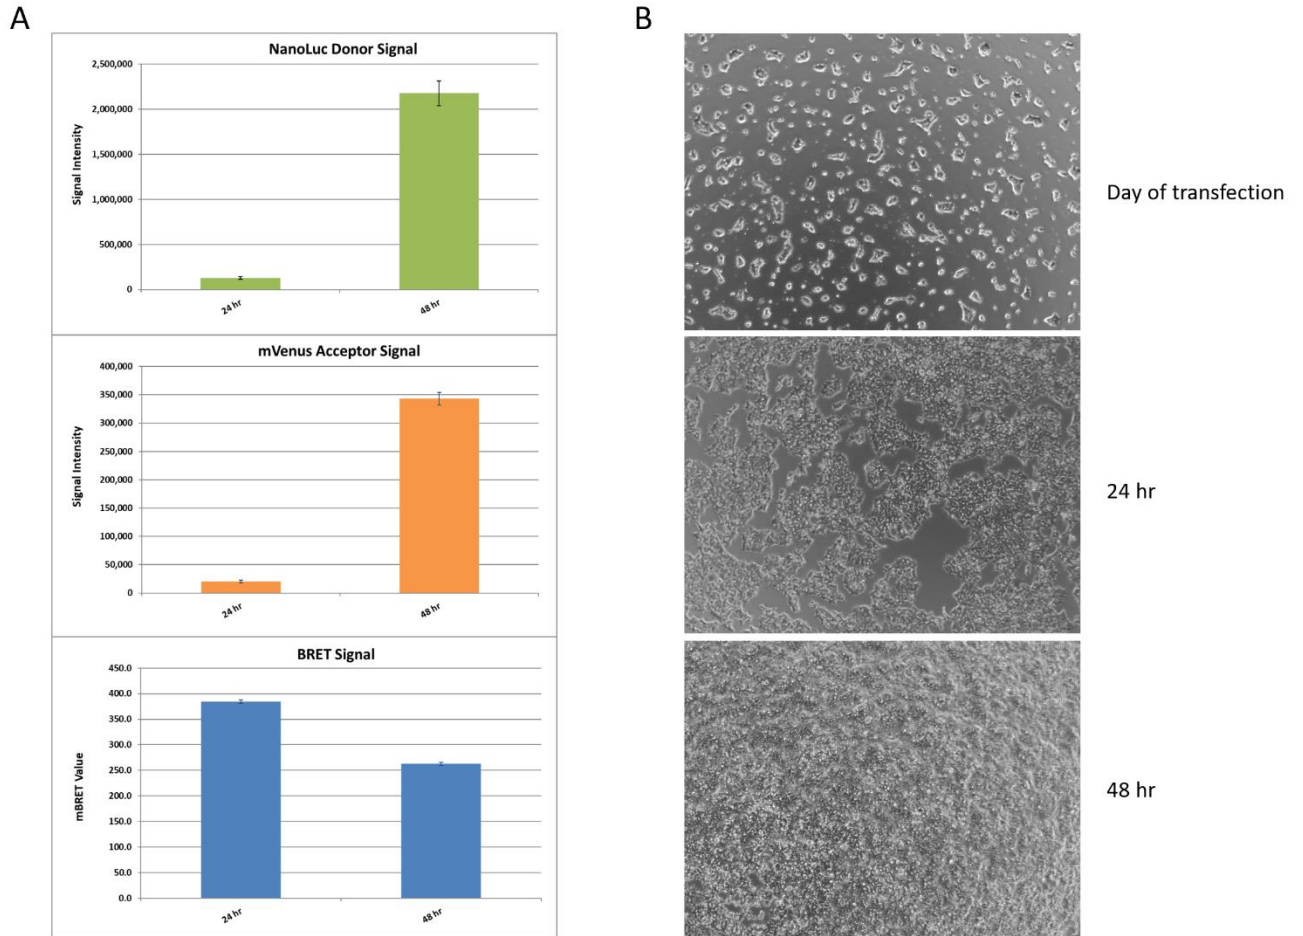 A
NanoLuc Donor Signal
Signal Intensity
2,500,000
2,000,000
1,500,000
1,000,000
500,000
0
24 hr
48 hr
mVenus Acceptor Signal
Signal Intensity
400,000
350,000
300,000
250,000
200,000
150,000
100,000
50,000
0
24 hr
48 hr
BRET Signal
mBRET Value
450.0
400.0
350.0
300.0
250.0
200.0
150.0
100.0
50.0
0.0
24 hr
48 hr
B
Day of transfection
24 hr
48 hr